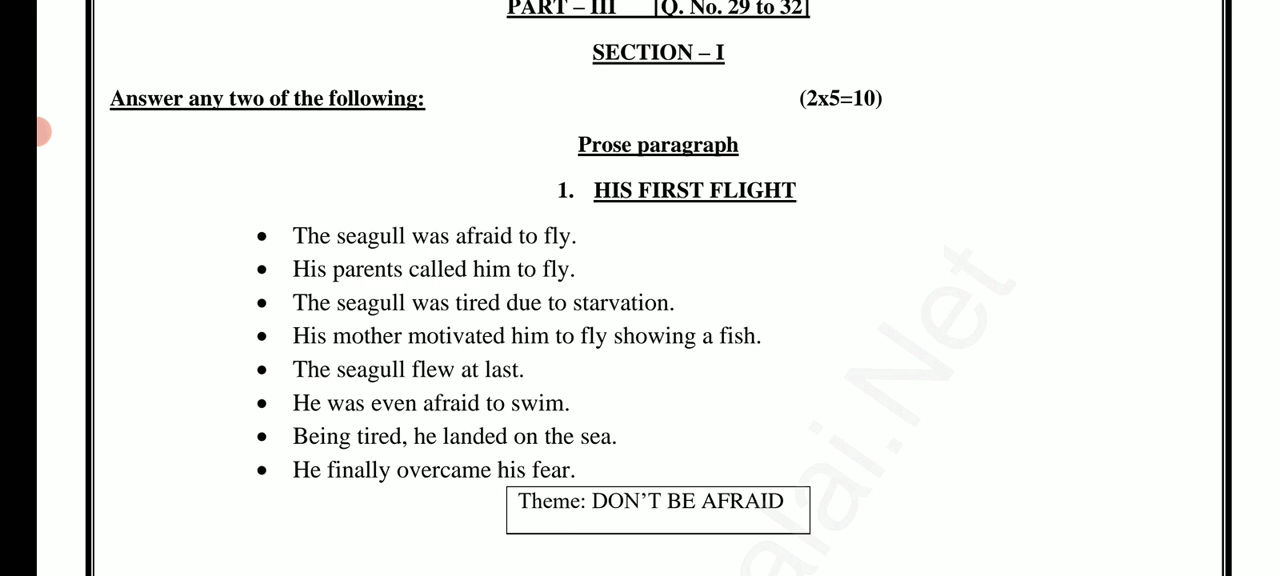 PART – III [Q. No. 29 to 32]
SECTION – I
Answer any two of the following: (2x5=10)
Prose paragraph
1. HIS FIRST FLIGHT
• The seagull was afraid to fly.
• His parents called him to fly.
• The seagull was tired due to starvation.
• His mother motivated him to fly showing a fish.
• The seagull flew at last.
• He was even afraid to swim.
• Being tired, he landed on the sea.
• He finally overcame his fear.
Theme: DON'T BE AFRAID
alai.Net